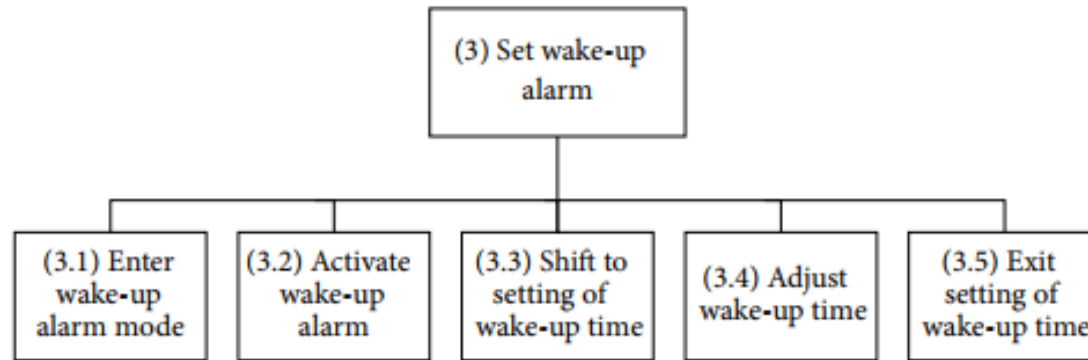 (3) Set wake-up
alarm
(3.1) Enter
wake-up
alarm mode
(3.2) Activate
wake-up
alarm
(3.3) Shift to
setting of
wake-up time
(3.4) Adjust
wake-up time
(3.5) Exit
setting of
wake-up time